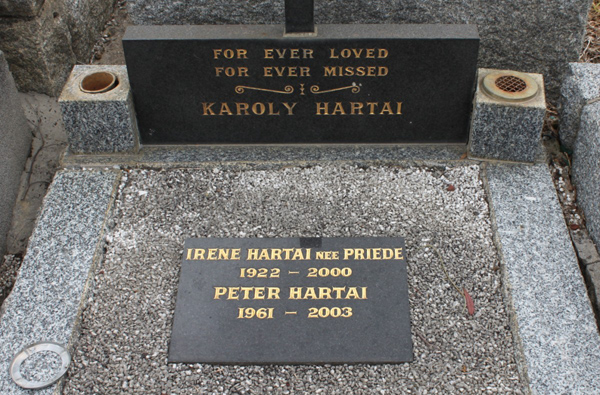 FOR EVER LOVED
FOR EVER MISSED
KAROLY HARTAI
IRENE HARTAI NEE PRIEDE
1922 – 2000
PETER HARTAI
1961 – 2003